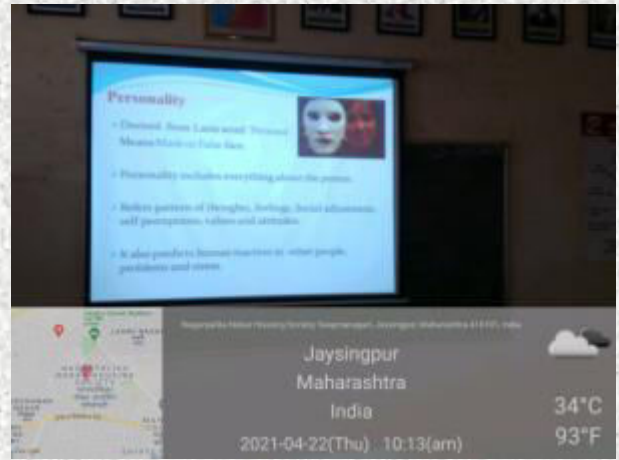 Personality
Derived from Latin word
Means Mask or False face.
Personality includes everything about the person.
Refers pattern of thoughts, feelings, Social adjustments,
self perceptions, values and attitudes.
It also predicts human reaction to other people,
problems and stress.
Jaysingpur
Maharashtra
India
34°C
2021-04-22(Thu) 10:13(am)
93°F